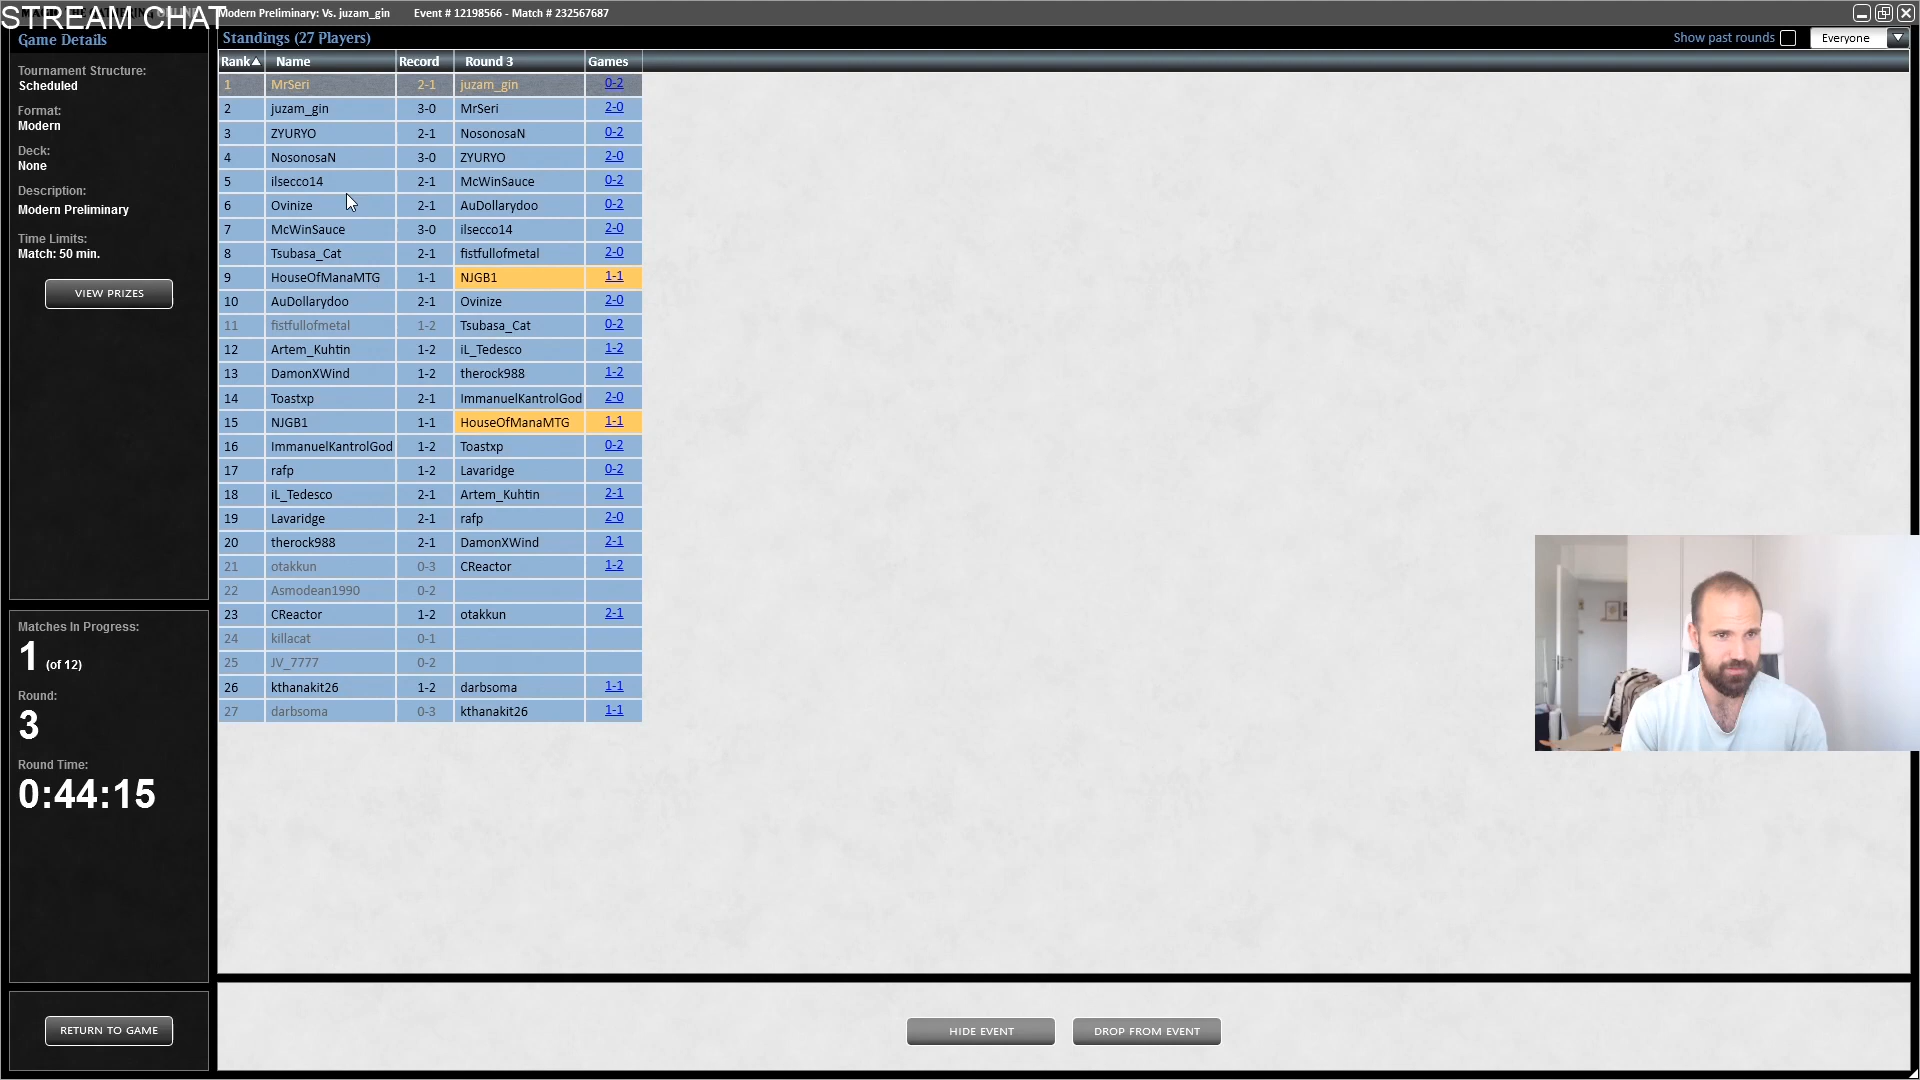 STREAM CHAT
Modern Preliminary: Vs. juzam_gin Event # 12198566 - Match # 232567687
Game Details
Tournament Structure:
Scheduled
Format:
Modern
Deck:
None
Description:
Modern Preliminary
Time Limits:
Match: 50 min.
VIEW PRIZES
Matches In Progress:
1 (of 12)
Round:
3
Round Time:
0:44:15
RETURN TO GAME
Standings (27 Players) Show past rounds Everyone
Rank Name Record Round 3 Games
1 MrSeri 2-1 juzam_gin 0-2
2 juzam_gin 3-0 MrSeri 2-0
3 ZYURYO 2-1 NosonosaN 0-2
4 NosonosaN 3-0 ZYURYO 2-0
5 ilsecco14 2-1 McWinSauce 0-2
6 Ovinize 2-1 AuDollarydoo 0-2
7 McWinSauce 3-0 ilsecco14 2-0
8 Tsubasa_Cat 2-1 fistfullofmetal 2-0
9 HouseOfManaMTG 1-1 NJGB1 1-1
10 AuDollarydoo 2-1 Ovinize 2-0
11 fistfullofmetal 1-2 Tsubasa_Cat 0-2
12 Artem_Kuhtin 1-2 iL_Tedesco 1-2
13 DamonXWind 1-2 therock988 1-2
14 Toastxp 2-1 ImmanuelKantrolGod 2-0
15 NJGB1 1-1 HouseOfManaMTG 1-1
16 ImmanuelKantrolGod 1-2 Toastxp 0-2
17 rafp 1-2 Lavaridge 0-2
18 iL_Tedesco 2-1 Artem_Kuhtin 2-1
19 Lavaridge 2-1 rafp 2-0
20 therock988 2-1 DamonXWind 2-1
21 otakkun 0-3 CReactor 1-2
22 Asmodean1990 0-2
23 CReactor 1-2 otakkun 2-1
24 killacat 0-1
25 JV_7777 0-2
26 kthanakit26 1-2 darbsoma 1-1
27 darbsoma 0-3 kthanakit26 1-1
HIDE EVENT DROP FROM EVENT